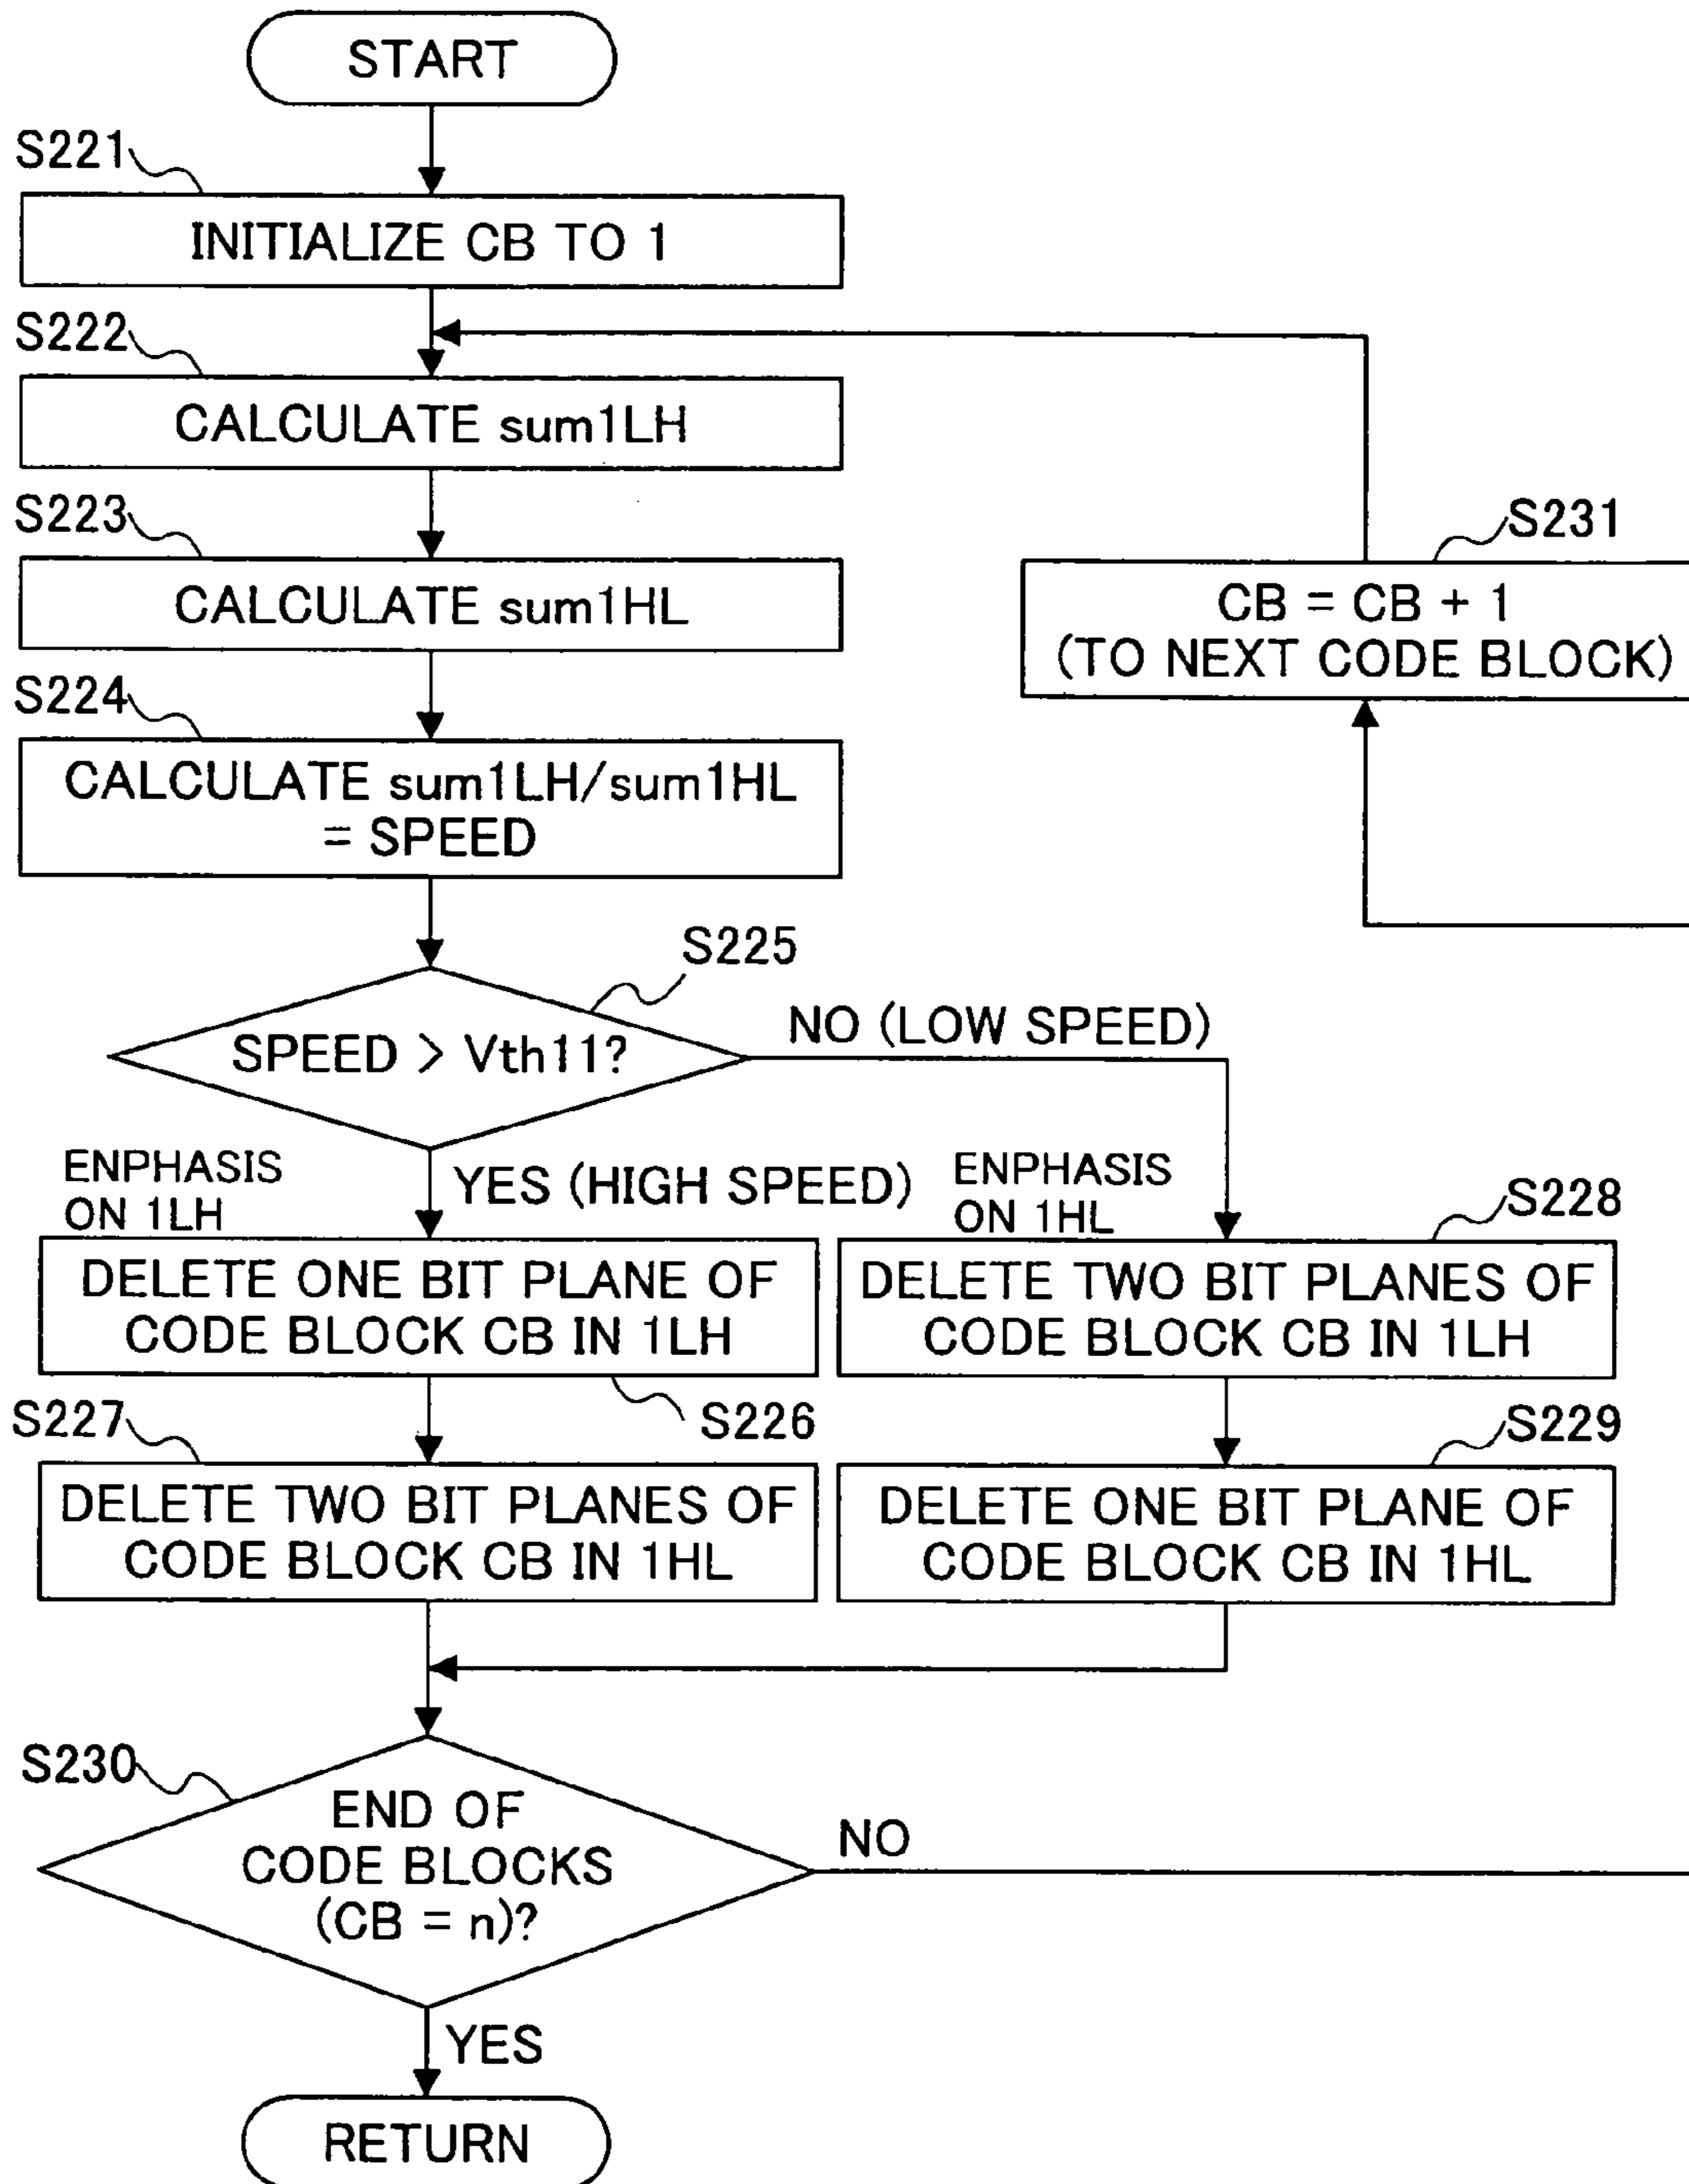 START
S221
INITIALIZE CB TO 1
S222
CALCULATE sum1LH
S223
CALCULATE sum1HL
S231
CB = CB + 1
(TO NEXT CODE BLOCK)
S224
CALCULATE sum1LH/sum1HL
= SPEED
S225
SPEED > Vth11?
NO (LOW SPEED)
ENPHASIS
ON 1LH
YES (HIGH SPEED)
ENPHASIS
ON 1HL
S228
DELETE ONE BIT PLANE OF
CODE BLOCK CB IN 1LH
S226
DELETE TWO BIT PLANES OF
CODE BLOCK CB IN 1LH
S227
DELETE TWO BIT PLANES OF
CODE BLOCK CB IN 1HL
S229
DELETE ONE BIT PLANE OF
CODE BLOCK CB IN 1HL
S230
END OF
CODE BLOCKS
(CB = n)?
NO
YES
RETURN